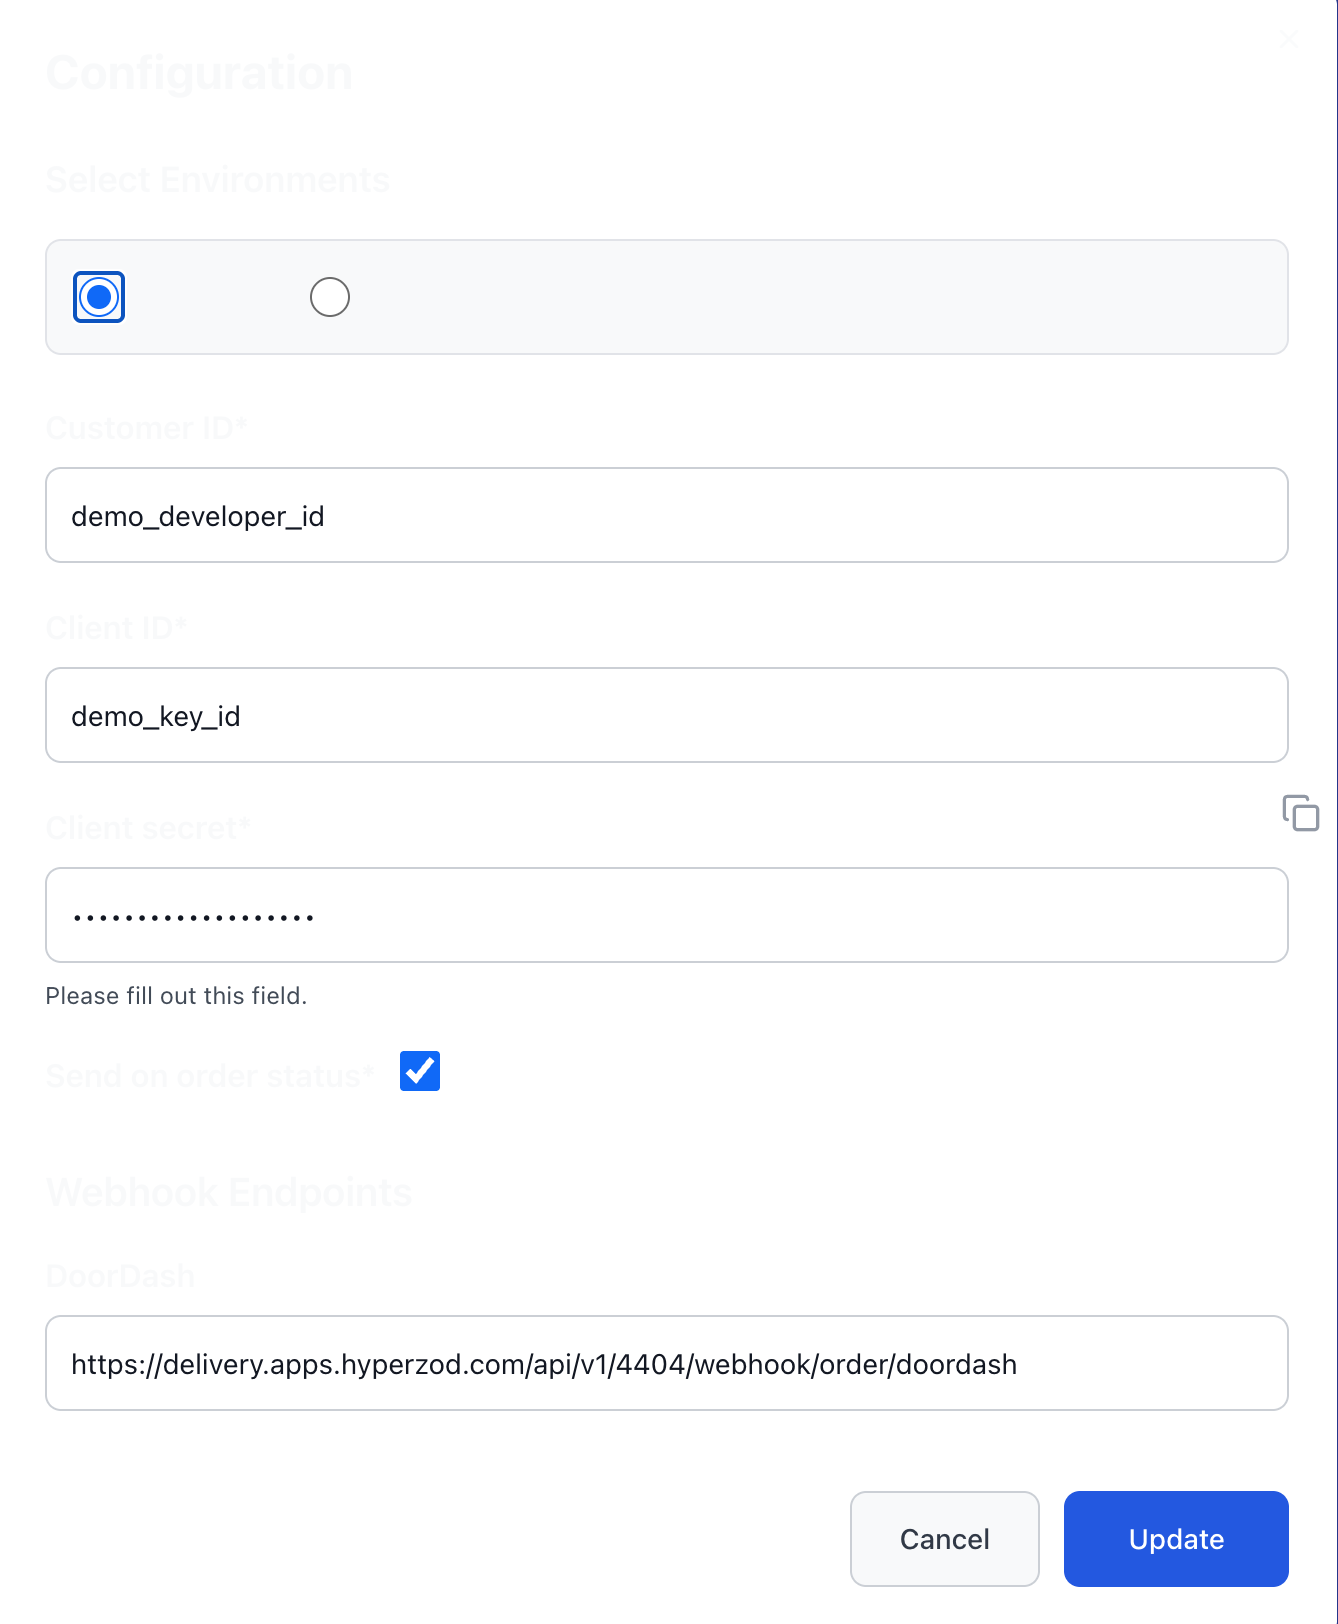 Configuration
Select Environments
Customer ID*
demo_developer_id
Client ID*
demo_key_id
Client secret*
•••••••••••••••••••
Please fill out this field.
Send on order status*
Webhook Endpoints
DoorDash
https://delivery.apps.hyperzod.com/api/v1/4404/webhook/order/doordash
Cancel
Update